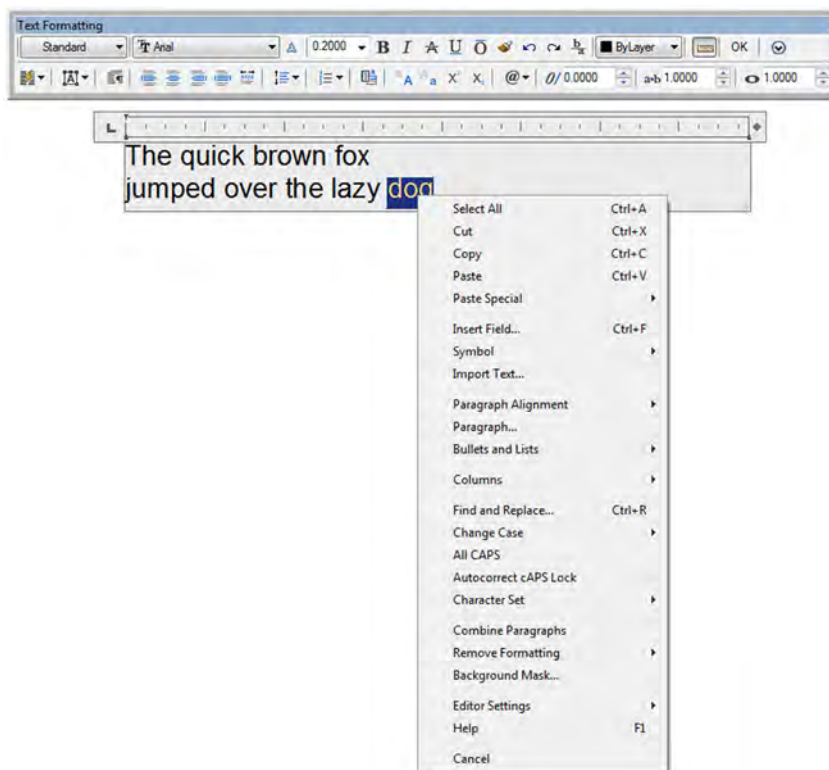 Text Formatting
Standard Arial 0.2000 B I A U O b/a ByLayer OK
@ 0/ 0.0000 a•b 1.0000 1.0000
The quick brown fox
jumped over the lazy dog
Select All Ctrl+A
Cut Ctrl+X
Copy Ctrl+C
Paste Ctrl+V
Paste Special
Insert Field... Ctrl+F
Symbol
Import Text...
Paragraph Alignment
Paragraph...
Bullets and Lists
Columns
Find and Replace... Ctrl+R
Change Case
All CAPS
Autocorrect cAPS Lock
Character Set
Combine Paragraphs
Remove Formatting
Background Mask...
Editor Settings
Help F1
Cancel